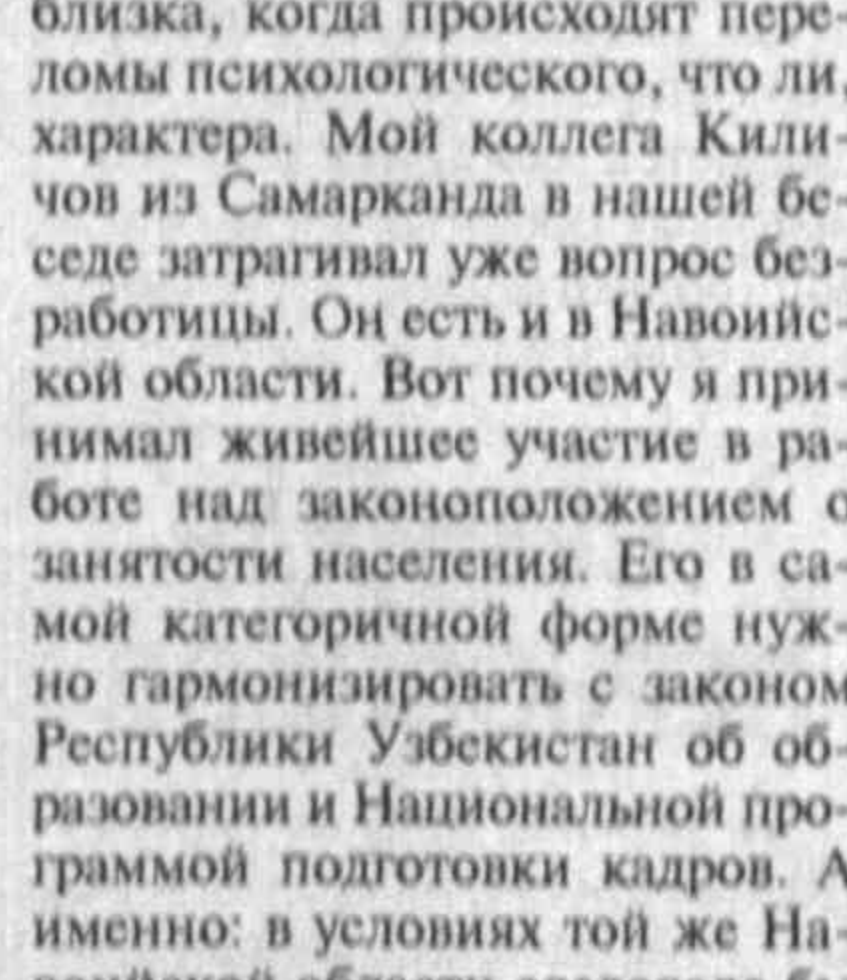 близка, когда происходят пере-
ломы психологического, что ли,
характера. Мой коллега Кили-
чов из Самарканда в нашей бе-
седе затрагивал уже вопрос без-
работицы. Он есть и в Навоийс-
кой области. Вот почему я при-
нимал живейшее участие в ра-
боте над законоположением о
занятости населения. Его в са-
мой категоричной форме нуж-
но гармонизировать с законом
Республики Узбекистан об об-
разовании и Национальной про-
граммой подготовки кадров. А
именно: в условиях той же На-
области